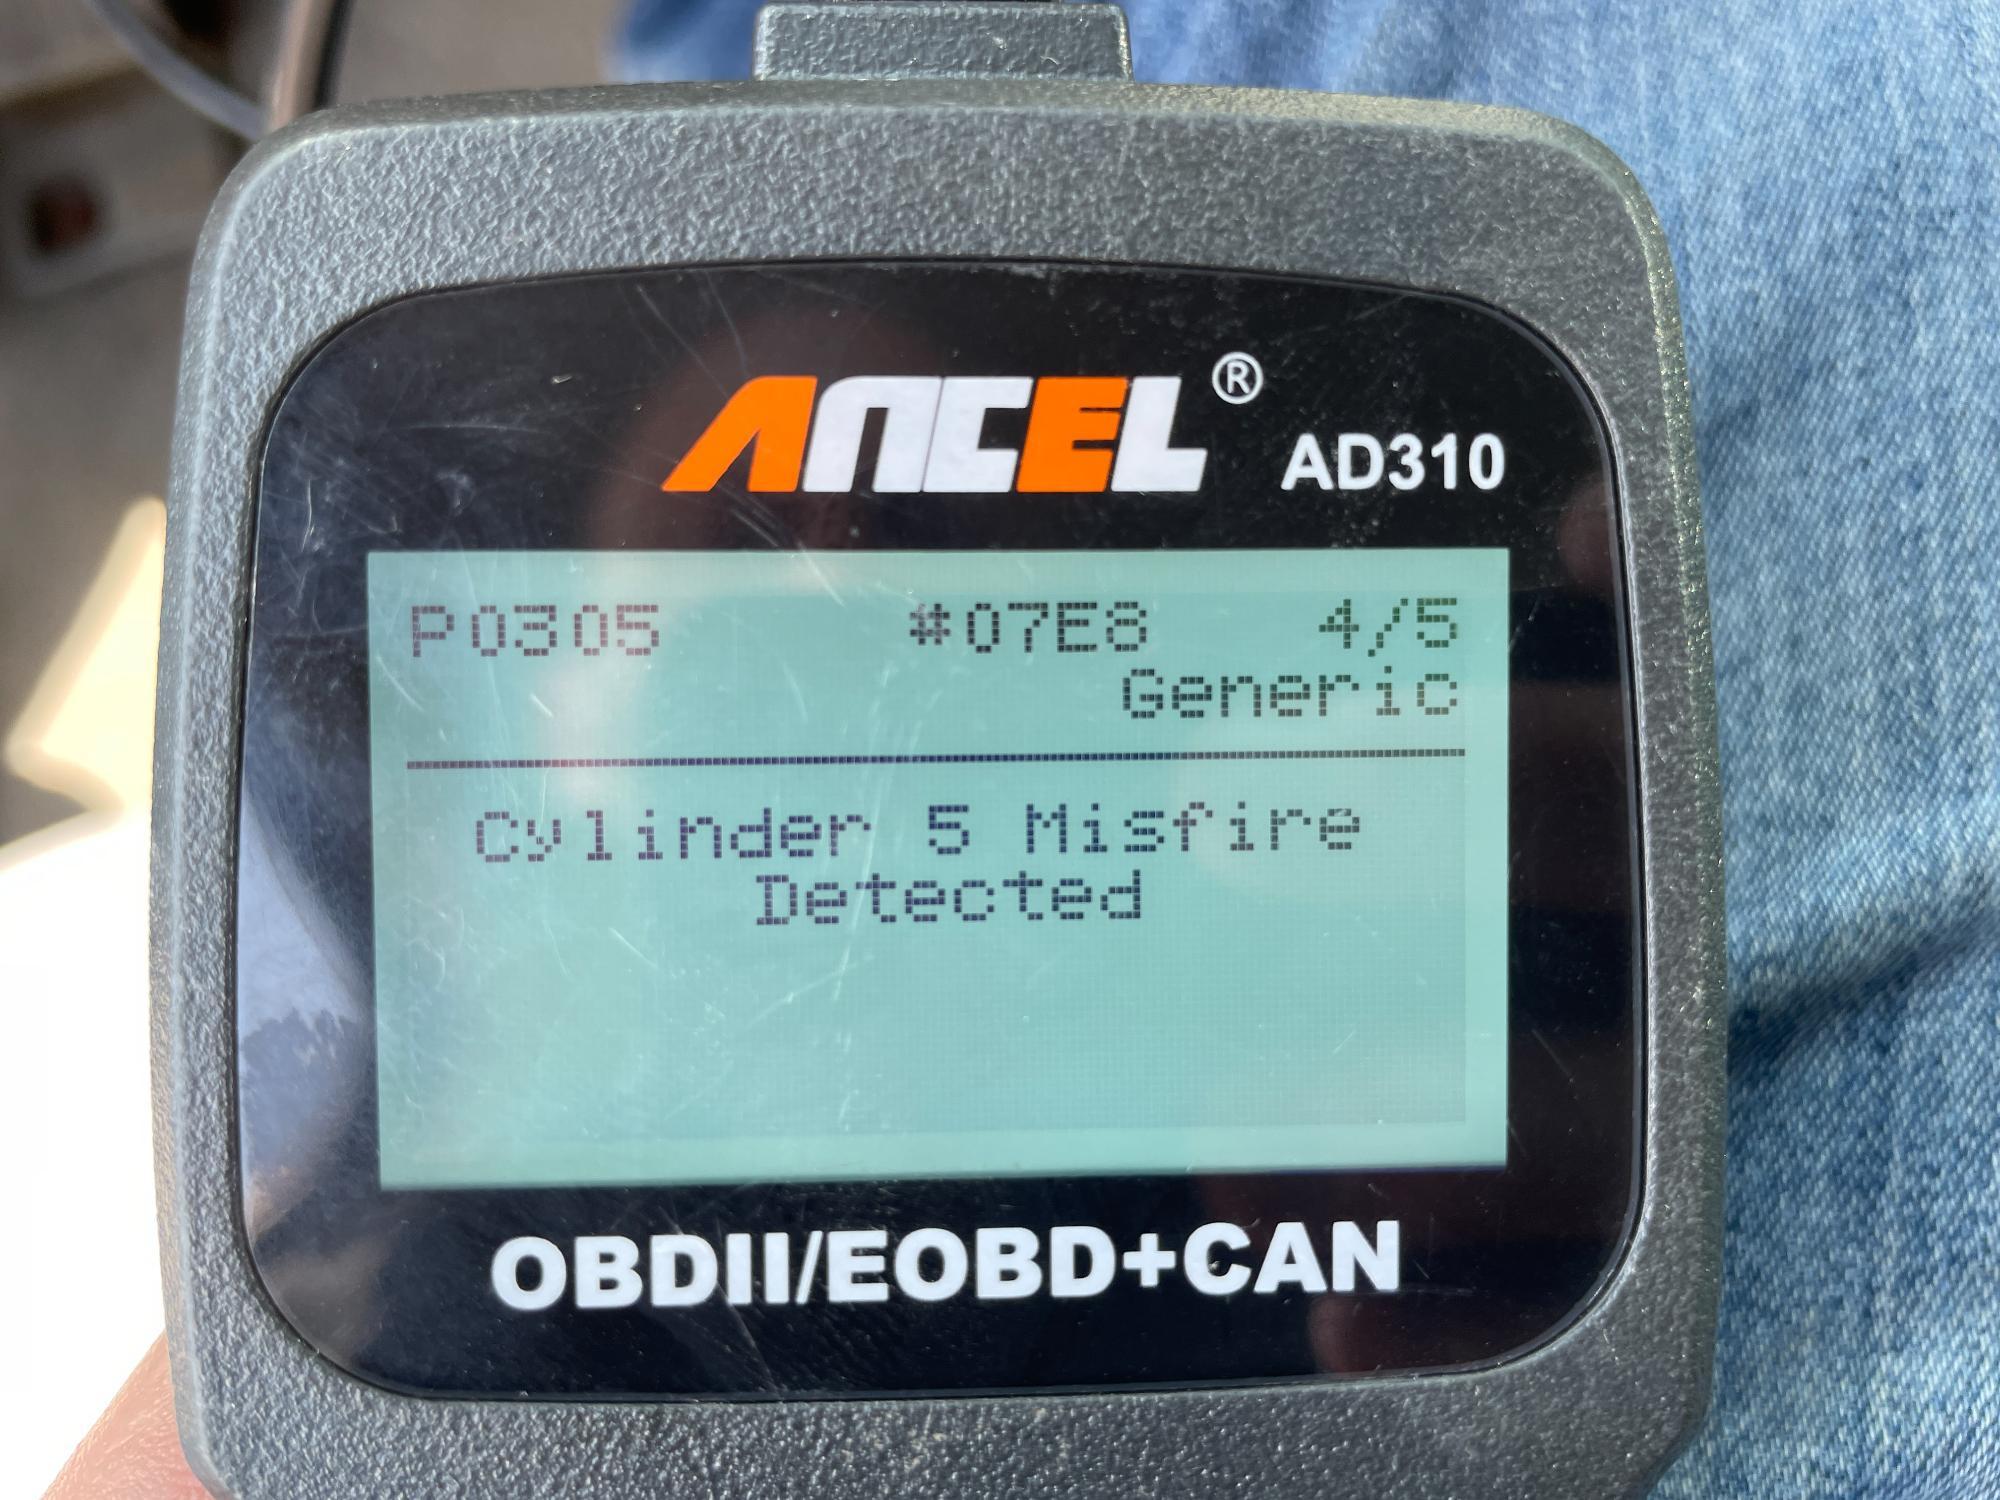 ANCEL® AD310
P0305 #07E8 4/5
Generic
Cylinder 5 Misfire
Detected
OBDII/EOBD+CAN